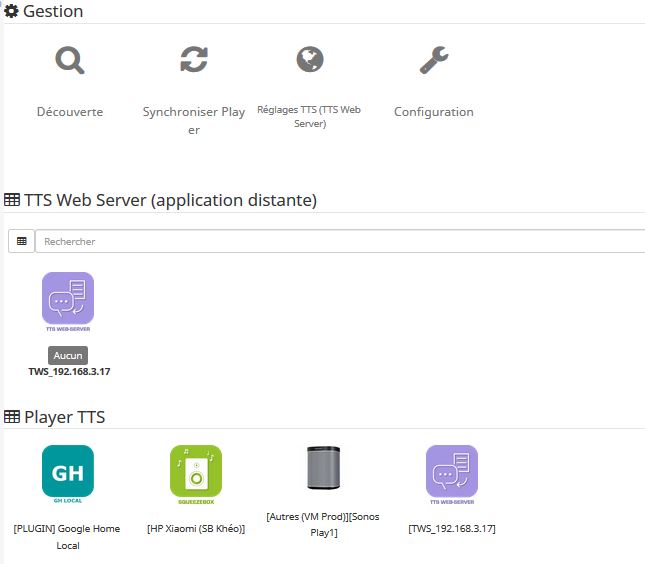 Gestion
Découverte
Synchroniser Play
er
Réglages TTS (TTS Web
Server)
Configuration
TTS Web Server (application distante)
Rechercher
TTS WEB-SERVER
Aucun
TWS_192.168.3.17
Player TTS
GH
GH LOCAL
SQUEEZEBOX
TTS WEB-SERVER
[PLUGIN] Google Home
Local
[HP Xiaomi (SB Khéo)]
[Autres (VM Prod)][Sonos
Play1]
[TWS_192.168.3.17]